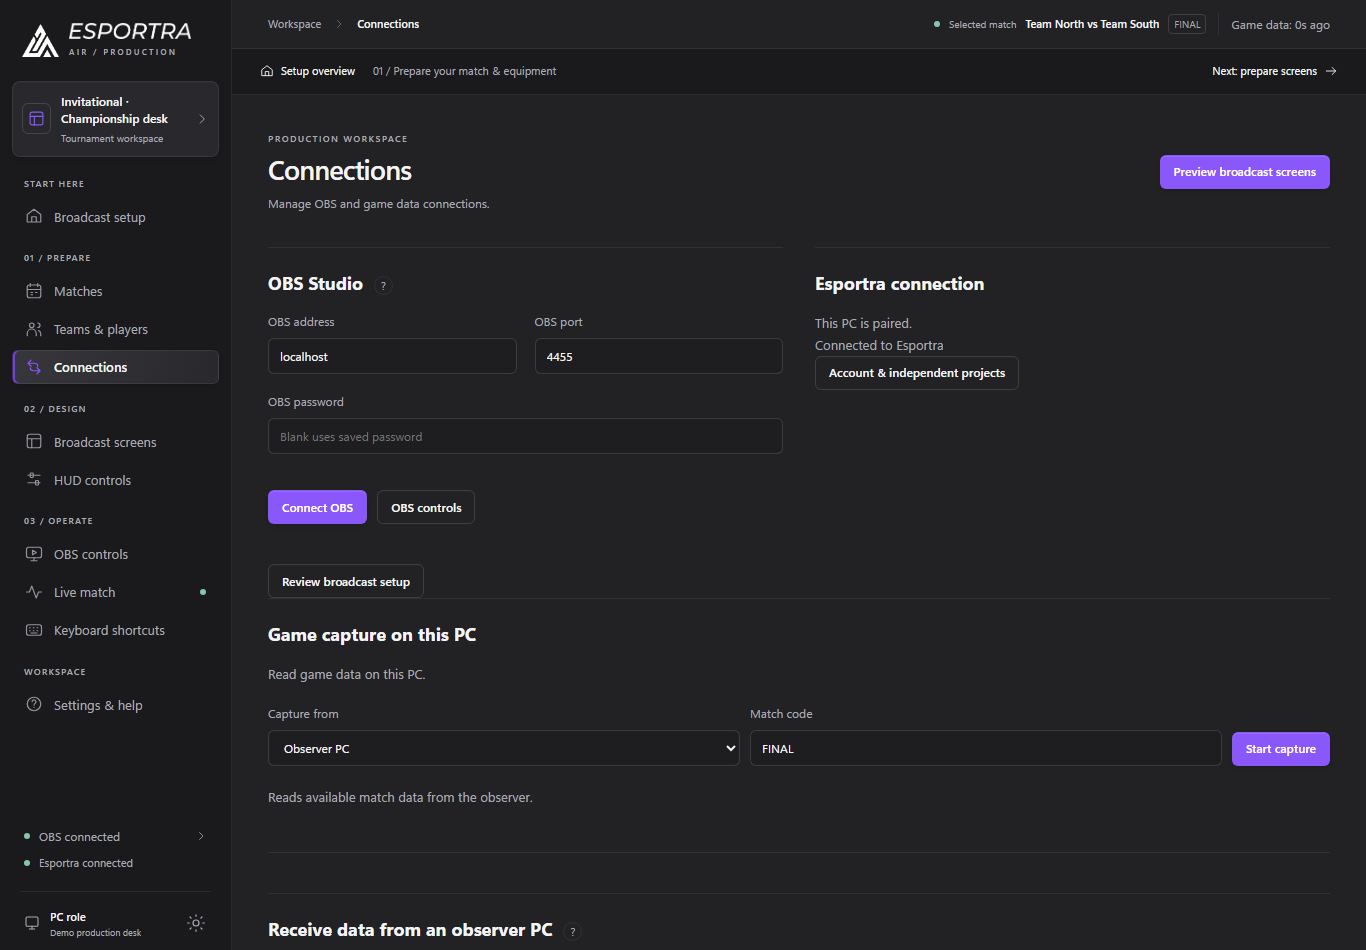 ESPORTRA
AIR / PRODUCTION
Invitational ·
Championship desk
Tournament workspace
START HERE
Broadcast setup
01 / PREPARE
Matches
Teams & players
Connections
02 / DESIGN
Broadcast screens
HUD controls
03 / OPERATE
OBS controls
Live match
Keyboard shortcuts
WORKSPACE
Settings & help
OBS connected
Esportra connected
PC role
Demo production desk
Workspace
Connections
Selected match Team North vs Team South FINAL
Game data: 0s ago
Setup overview
01 / Prepare your match & equipment
Next: prepare screens
PRODUCTION WORKSPACE
Connections
Manage OBS and game data connections.
Preview broadcast screens
OBS Studio ?
OBS address
localhost
OBS port
4455
OBS password
Blank uses saved password
Connect OBS
OBS controls
Review broadcast setup
Esportra connection
This PC is paired.
Connected to Esportra
Account & independent projects
Game capture on this PC
Read game data on this PC.
Capture from
Observer PC
Match code
FINAL
Start capture
Reads available match data from the observer.
Receive data from an observer PC ?